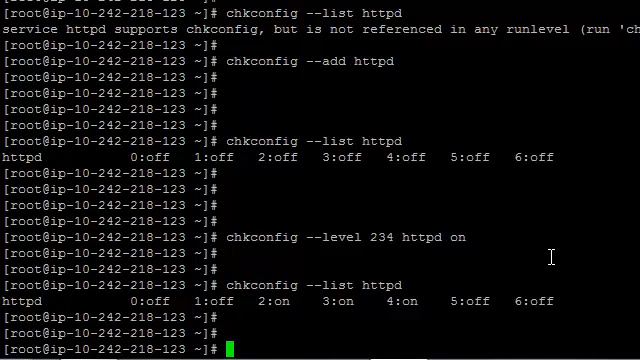 [root@ip-10-242-218-123 ~]# chkconfig --list httpd
service httpd supports chkconfig, but is not referenced in any runlevel (run 'ch
[root@ip-10-242-218-123 ~]#
[root@ip-10-242-218-123 ~]# chkconfig --add httpd
[root@ip-10-242-218-123 ~]#
[root@ip-10-242-218-123 ~]#
[root@ip-10-242-218-123 ~]#
[root@ip-10-242-218-123 ~]#
[root@ip-10-242-218-123 ~]# chkconfig --list httpd
httpd 0:off 1:off 2:off 3:off 4:off 5:off 6:off
[root@ip-10-242-218-123 ~]#
[root@ip-10-242-218-123 ~]#
[root@ip-10-242-218-123 ~]#
[root@ip-10-242-218-123 ~]#
[root@ip-10-242-218-123 ~]# chkconfig --level 234 httpd on
[root@ip-10-242-218-123 ~]#
[root@ip-10-242-218-123 ~]#
[root@ip-10-242-218-123 ~]# chkconfig --list httpd
httpd 0:off 1:off 2:on 3:on 4:on 5:off 6:off
[root@ip-10-242-218-123 ~]#
[root@ip-10-242-218-123 ~]#
[root@ip-10-242-218-123 ~]#